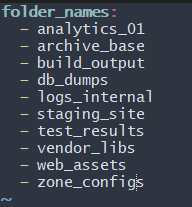 folder_names:
  - analytics_01
  - archive_base
  - build_output
  - db_dumps
  - logs_internal
  - staging_site
  - test_results
  - vendor_libs
  - web_assets
  - zone_configs
~